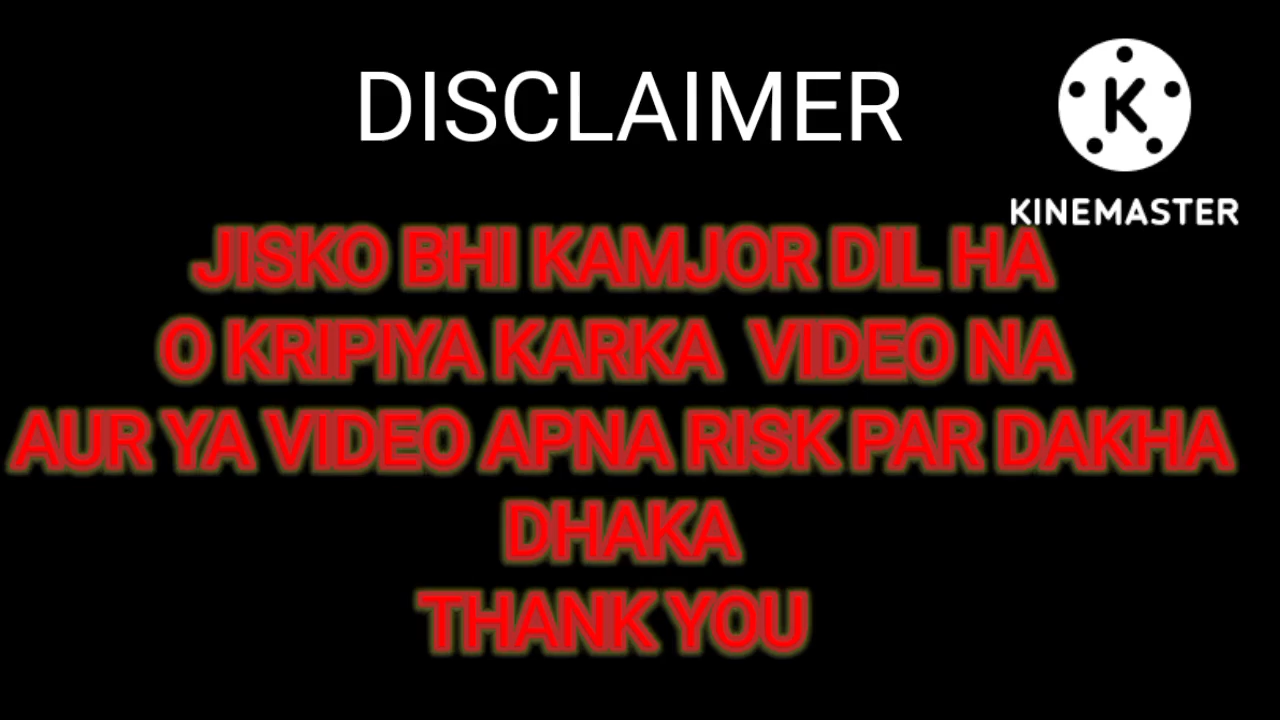 DISCLAIMER
K
KINEMASTER
JISKO BHI KAMJOR DIL HA
O KRIPIYA KARKA VIDEO NA
AUR YA VIDEO APNA RISK PAR DAKHA
DHAKA
THANK YOU